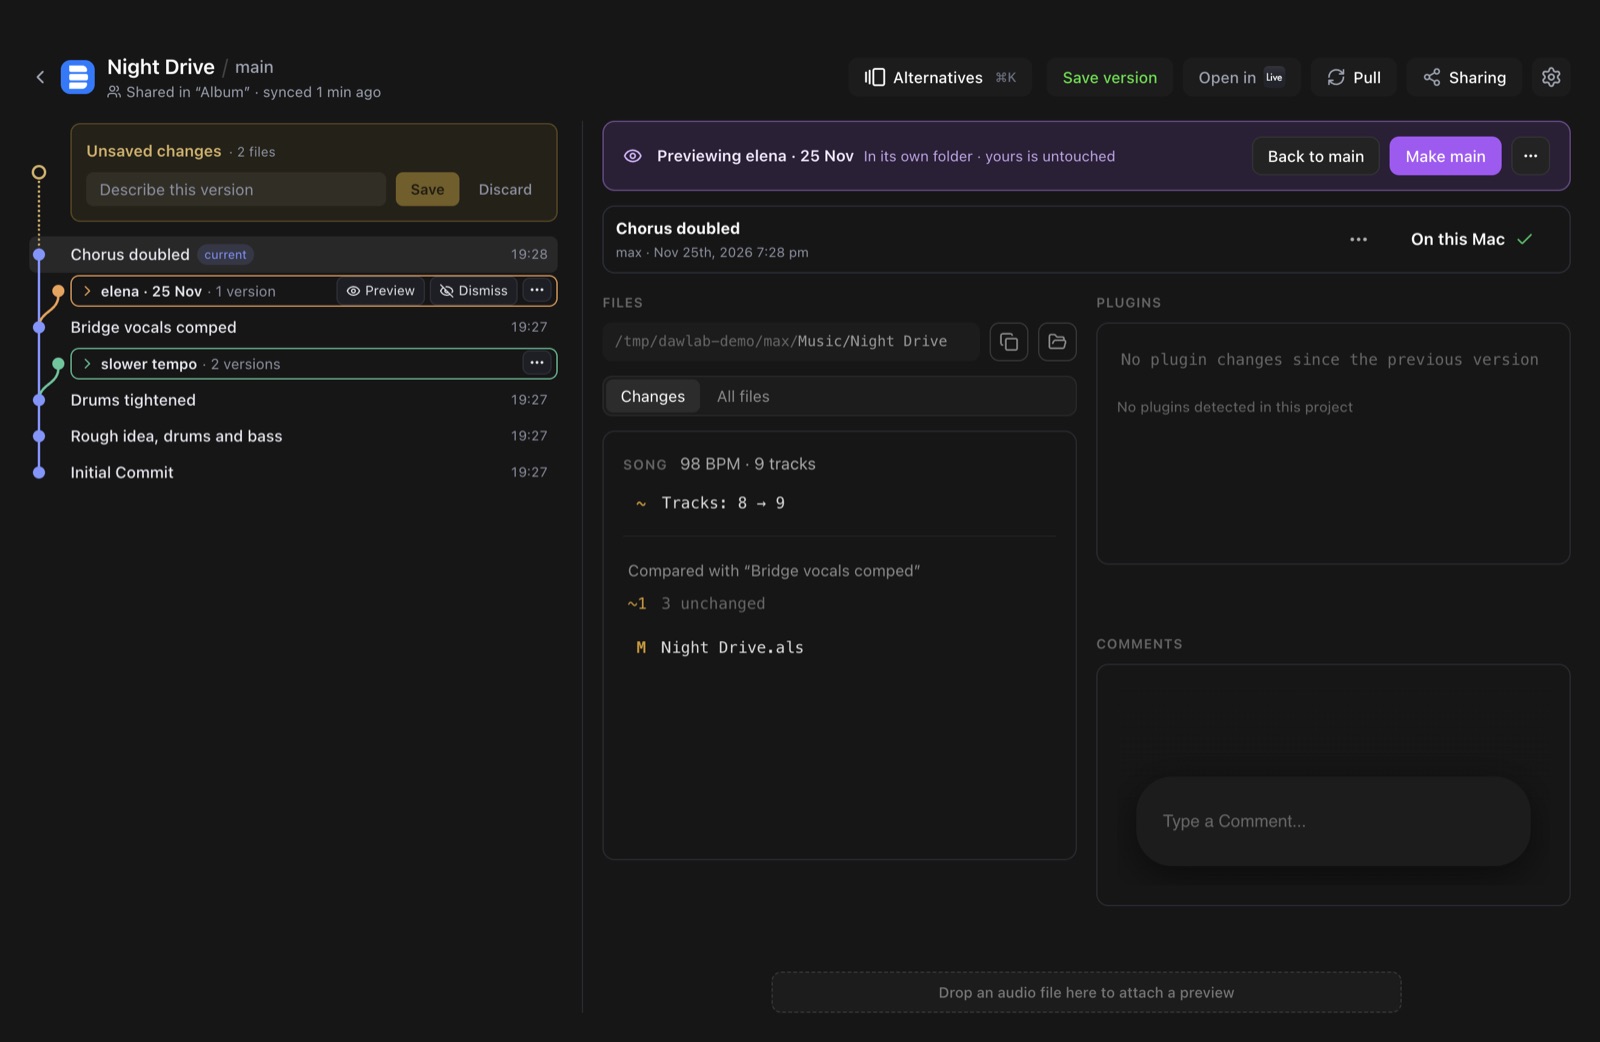 Night Drive / main
Shared in “Album” · synced 1 min ago
Alternatives ⌘K
Save version
Open in Live
Pull
Sharing
Unsaved changes · 2 files
Describe this version
Save
Discard
Chorus doubled current 19:28
elena · 25 Nov · 1 version Preview Dismiss ···
Bridge vocals comped 19:27
slower tempo · 2 versions ···
Drums tightened 19:27
Rough idea, drums and bass 19:27
Initial Commit 19:27
Previewing elena · 25 Nov In its own folder · yours is untouched
Back to main
Make main
···
Chorus doubled
max · Nov 25th, 2026 7:28 pm
···
On this Mac
FILES
/tmp/dawlab-demo/max/Music/Night Drive
Changes
All files
SONG 98 BPM · 9 tracks
~ Tracks: 8 → 9
Compared with “Bridge vocals comped”
~1 3 unchanged
M Night Drive.als
PLUGINS
No plugin changes since the previous version
No plugins detected in this project
COMMENTS
Type a Comment...
Drop an audio file here to attach a preview